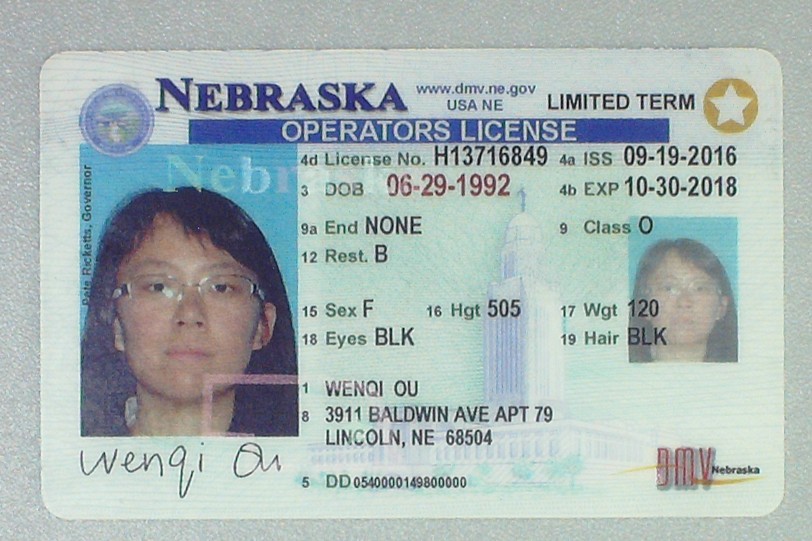 NEBRASKA
www.dmv.ne.gov
USA NE
LIMITED TERM
OPERATORS LICENSE
Nebraska
Pete Ricketts, Governor
4d License No. H13716849 4a ISS 09-19-2016
3 DOB 06-29-1992 4b EXP 10-30-2018
9a End NONE 9 Class O
12 Rest. B
15 Sex F 16 Hgt 505 17 Wgt 120
18 Eyes BLK 19 Hair BLK
1 WENQI OU
8 3911 BALDWIN AVE APT 79
LINCOLN, NE 68504
Wenqi Ou
5 DD 0540000149800000
DMV Nebraska